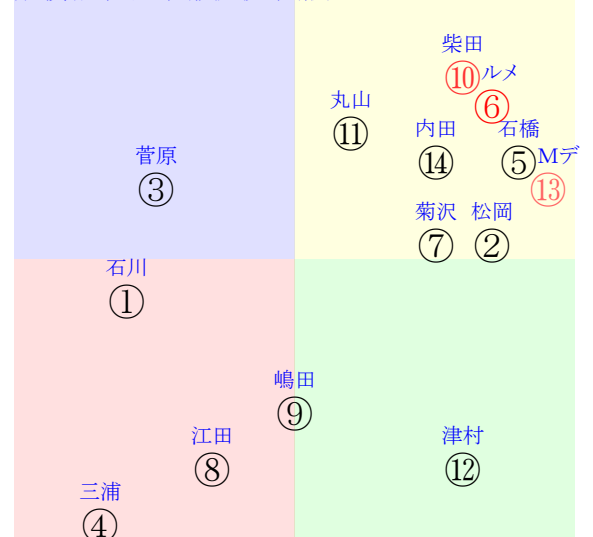 柴田
⑩ルメ
⑥
丸山
⑪
内田
⑭
石橋
⑤Mデ
⑬
菅原
③
菊沢
⑦
松岡
②
石川
①
嶋田
⑨
江田
⑧
津村
⑫
三浦
④